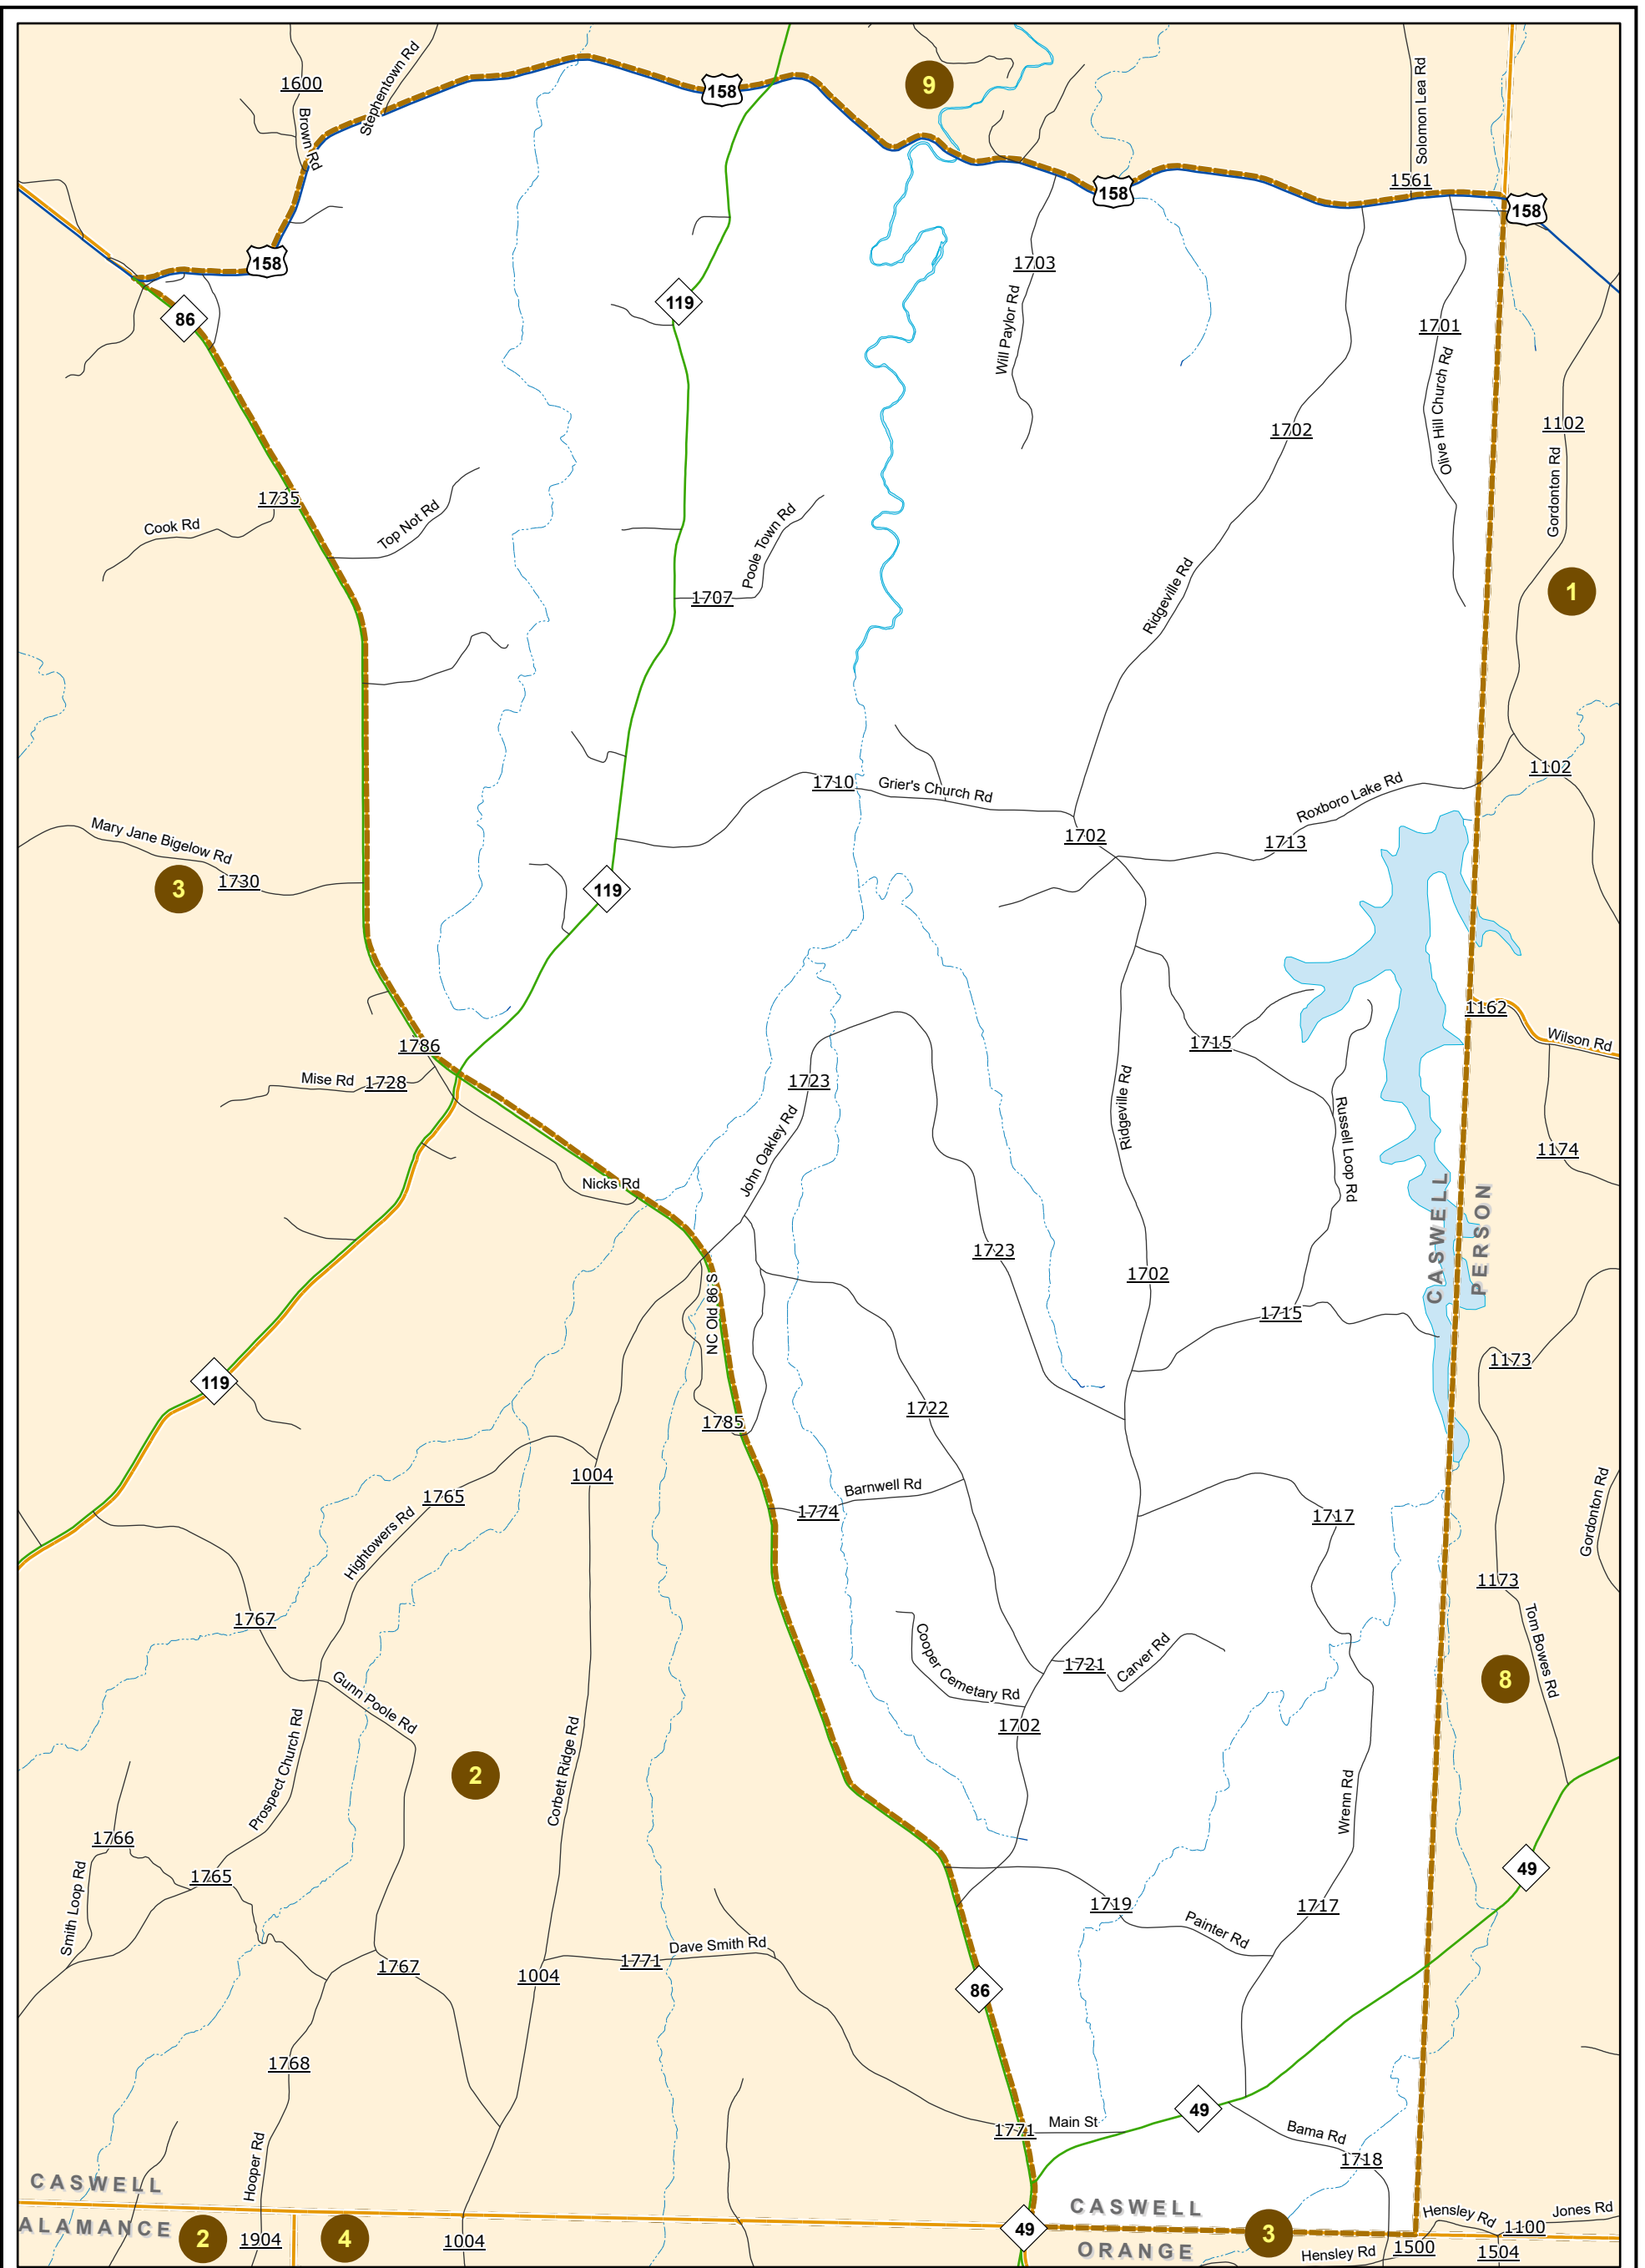 9
1600
Stephentown Rd
Brown Rd
158
Solomon Lea Rd
1561
158
158
158
86
119
1703
Will Paylor Rd
1701
Olive Hill Church Rd
1702
1102
Gordonton Rd
1735
Cook Rd
Top Not Rd
Poole Town Rd
1707
Ridgeville Rd
1
1710
Grier's Church Rd
Roxboro Lake Rd
1102
1702
1713
Mary Jane Bigelow Rd
3
1730
119
1162
Wilson Rd
1786
1715
Mise Rd
1728
1723
John Oakley Rd
Ridgeville Rd
Russell Loop Rd
1174
Nicks Rd
CASWELL
PERSON
1723
1702
NC Old 86 S
1715
1173
119
1722
1785
1004
1765
Hightowers Rd
Barnwell Rd
1774
1717
Gordonton Rd
1173
1767
Tom Bowes Rd
Cooper Cemetary Rd
1721
Carver Rd
8
Gunn Poole Rd
1702
Prospect Church Rd
2
Corbett Ridge Rd
Wrenn Rd
1766
1765
Smith Loop Rd
49
1719
1717
Painter Rd
Dave Smith Rd
1771
1767
1004
86
1768
49
Main St
1771
Bama Rd
1718
Hooper Rd
CASWELL
ALAMANCE
2
1904
4
1004
49
CASWELL
ORANGE
3
Hensley Rd
Jones Rd
1100
1500
1504
Hensley Rd